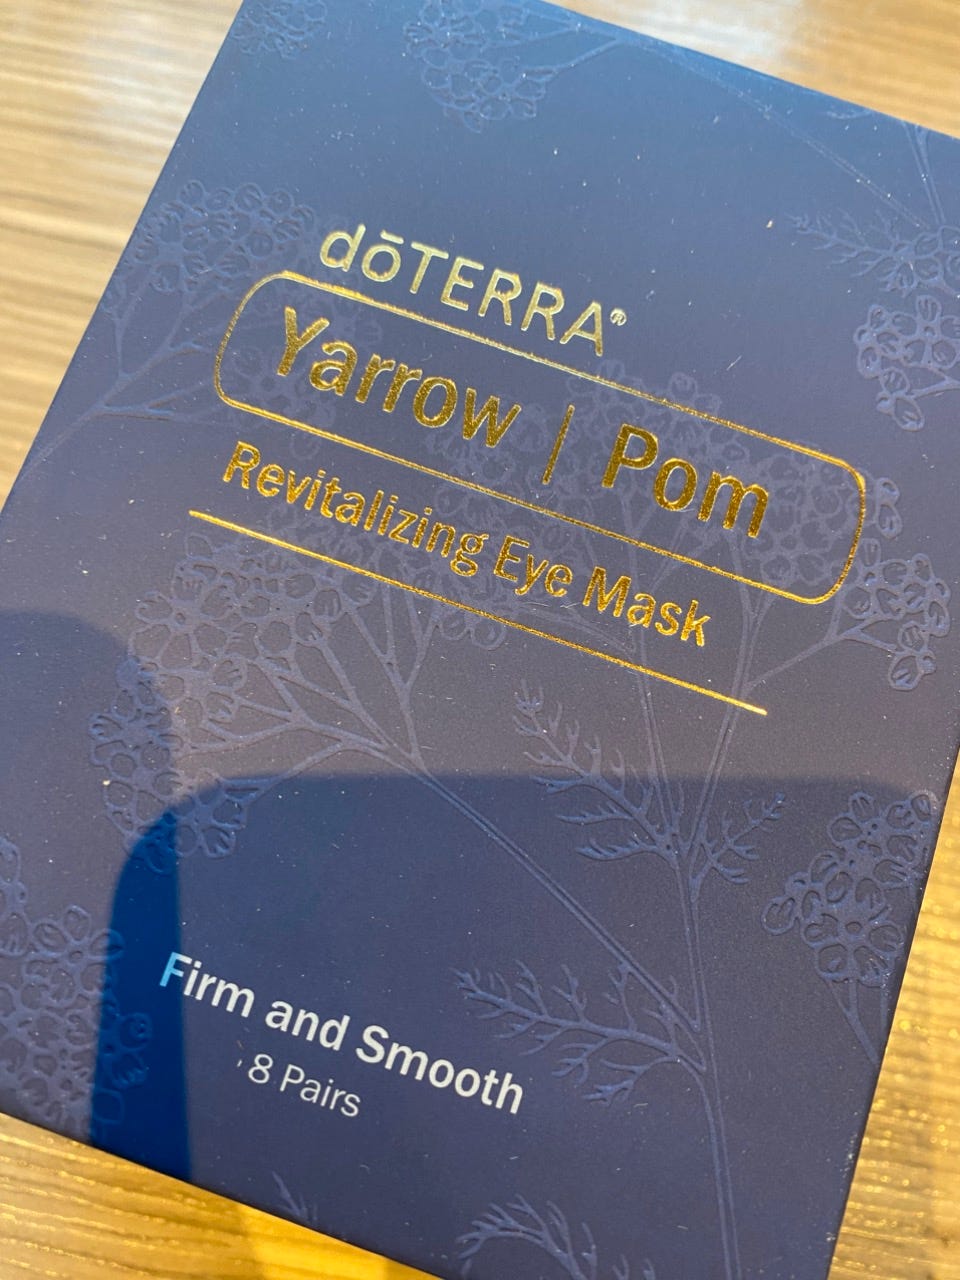 dōTERRA®
Yarrow | Pom
Revitalizing Eye Mask
Firm and Smooth
8 Pairs